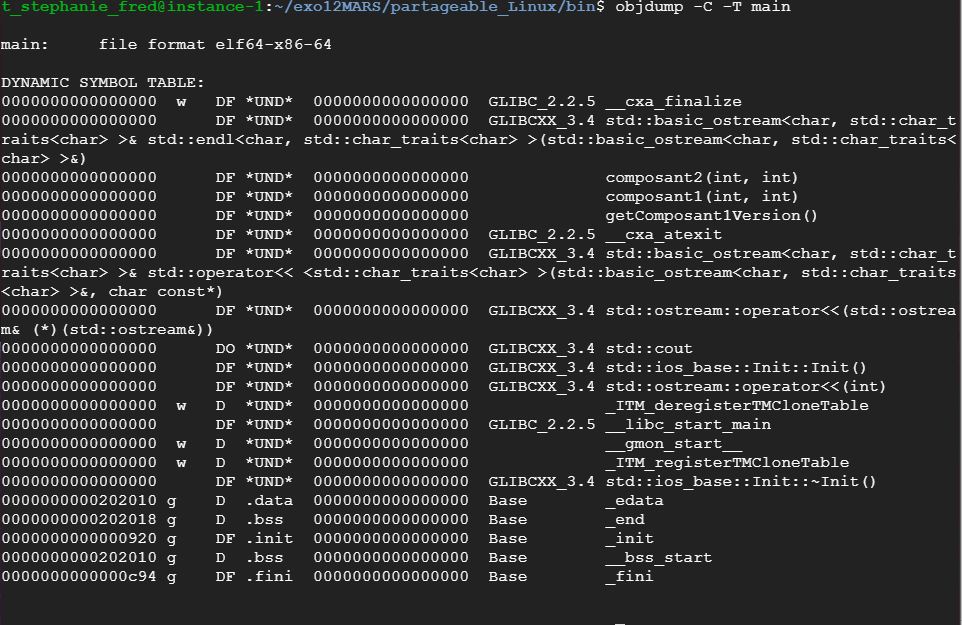 t_stephanie_fred@instance-1:~/exo12MARS/partageable_Linux/bin$ objdump -C -T main
main:     file format elf64-x86-64
DYNAMIC SYMBOL TABLE:
0000000000000000  w   DF *UND*  0000000000000000  GLIBC_2.2.5 __cxa_finalize
0000000000000000      DF *UND*  0000000000000000  GLIBCXX_3.4 std::basic_ostream<char, std::char_t
raits<char> >& std::endl<char, std::char_traits<char> >(std::basic_ostream<char, std::char_traits<
char> >&)
0000000000000000      DF *UND*  0000000000000000              composant2(int, int)
0000000000000000      DF *UND*  0000000000000000              composant1(int, int)
0000000000000000      DF *UND*  0000000000000000              getComposant1Version()
0000000000000000      DF *UND*  0000000000000000  GLIBC_2.2.5 __cxa_atexit
0000000000000000      DF *UND*  0000000000000000  GLIBCXX_3.4 std::basic_ostream<char, std::char_t
raits<char> >& std::operator<< <std::char_traits<char> >(std::basic_ostream<char, std::char_traits
<char> >&, char const*)
0000000000000000      DF *UND*  0000000000000000  GLIBCXX_3.4 std::ostream::operator<<(std::ostrea
m& (*)(std::ostream&))
0000000000000000      DO *UND*  0000000000000000  GLIBCXX_3.4 std::cout
0000000000000000      DF *UND*  0000000000000000  GLIBCXX_3.4 std::ios_base::Init::Init()
0000000000000000      DF *UND*  0000000000000000  GLIBCXX_3.4 std::ostream::operator<<(int)
0000000000000000  w   D  *UND*  0000000000000000              _ITM_deregisterTMCloneTable
0000000000000000      DF *UND*  0000000000000000  GLIBC_2.2.5 __libc_start_main
0000000000000000  w   D  *UND*  0000000000000000              __gmon_start__
0000000000000000  w   D  *UND*  0000000000000000              _ITM_registerTMCloneTable
0000000000000000      DF *UND*  0000000000000000  GLIBCXX_3.4 std::ios_base::Init::~Init()
0000000000202010 g    D  .data  0000000000000000  Base        _edata
0000000000202018 g    D  .bss   0000000000000000  Base        _end
0000000000000920 g    DF .init  0000000000000000  Base        _init
0000000000202010 g    D  .bss   0000000000000000  Base        __bss_start
0000000000000c94 g    DF .fini  0000000000000000  Base        _fini